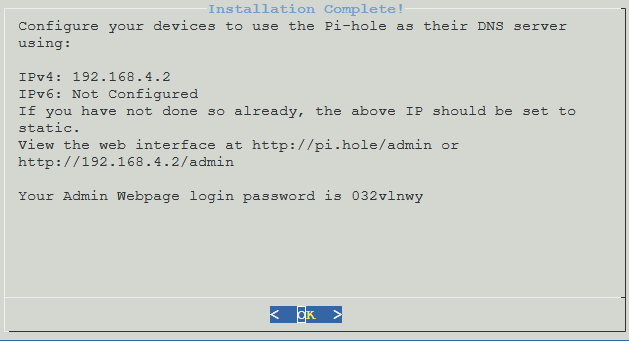 Installation Complete!
Configure your devices to use the Pi-hole as their DNS server
using:
IPv4: 192.168.4.2
IPv6: Not Configured
If you have not done so already, the above IP should be set to
static.
View the web interface at http://pi.hole/admin or
http://192.168.4.2/admin
Your Admin Webpage login password is 032vlnwy
< OK >